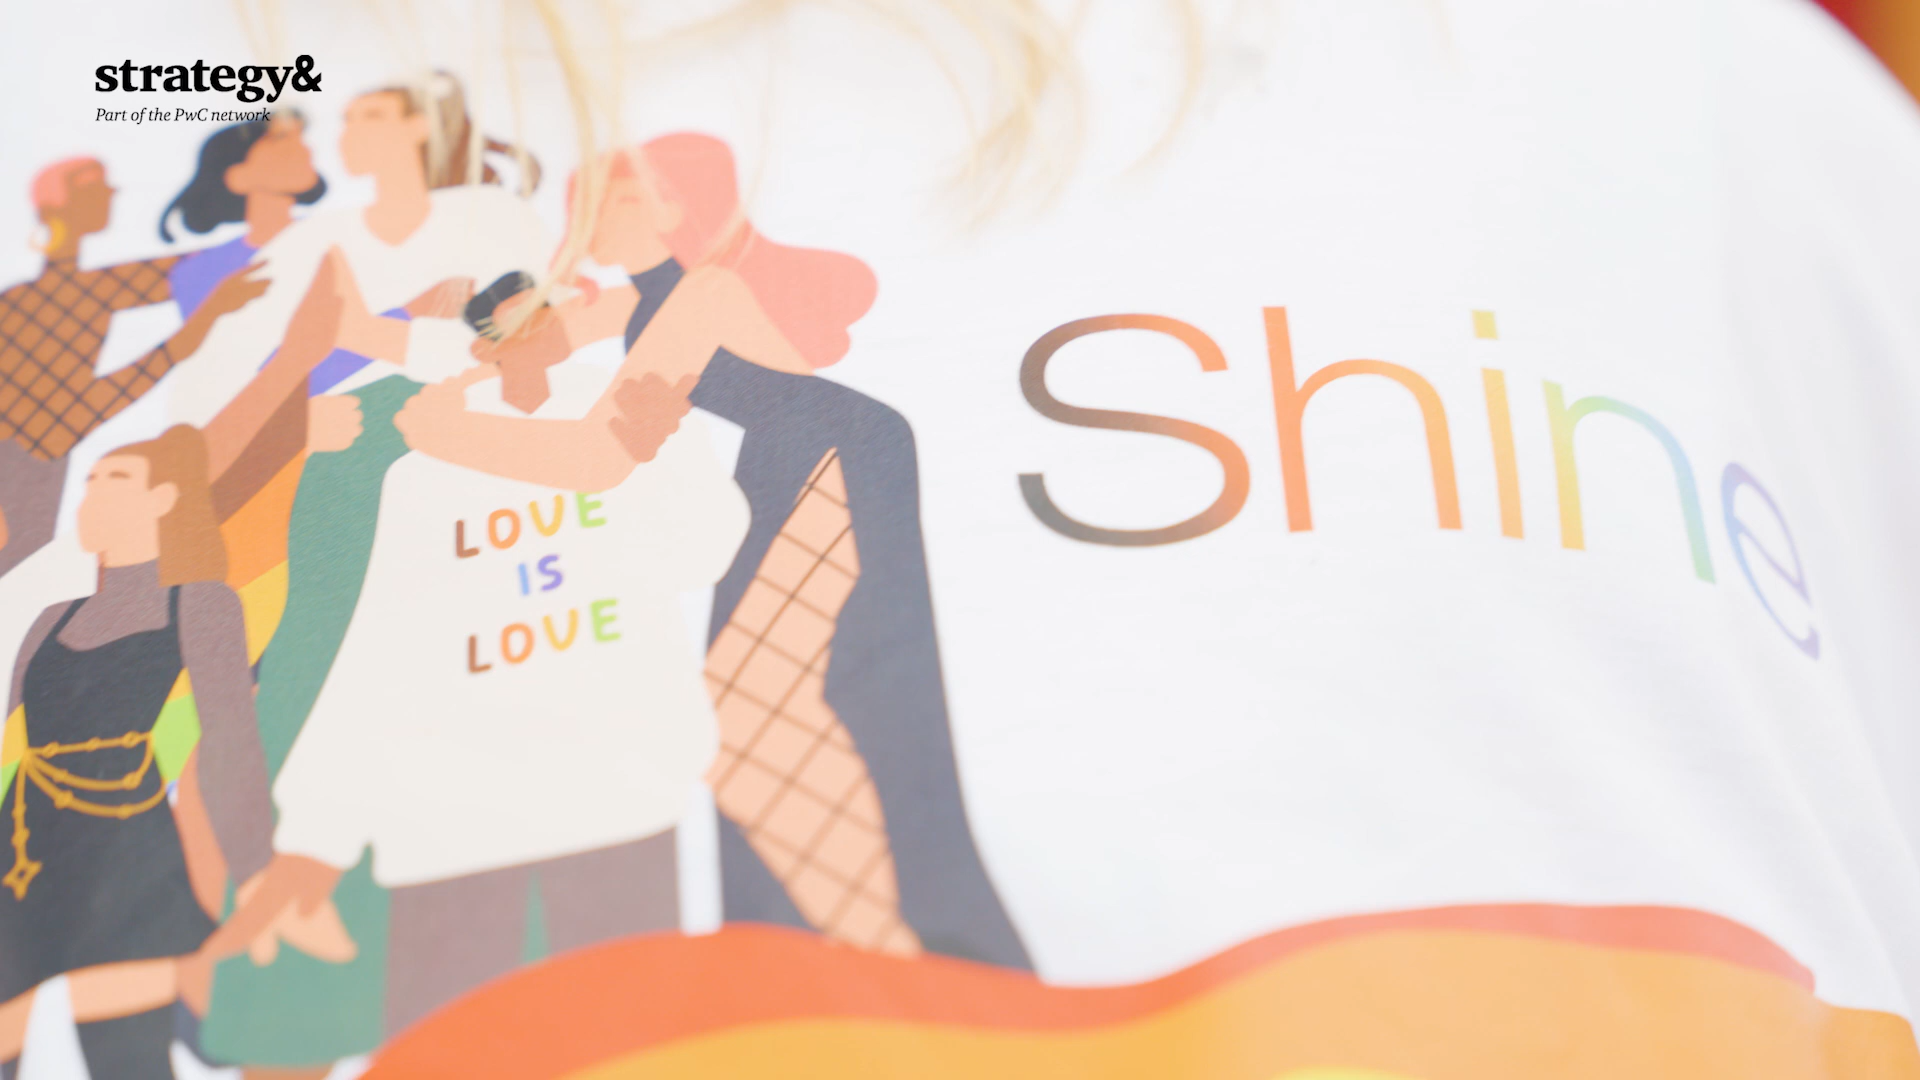 strategy&
Part of the PwC network
Shine
LOVE
IS
LOVE